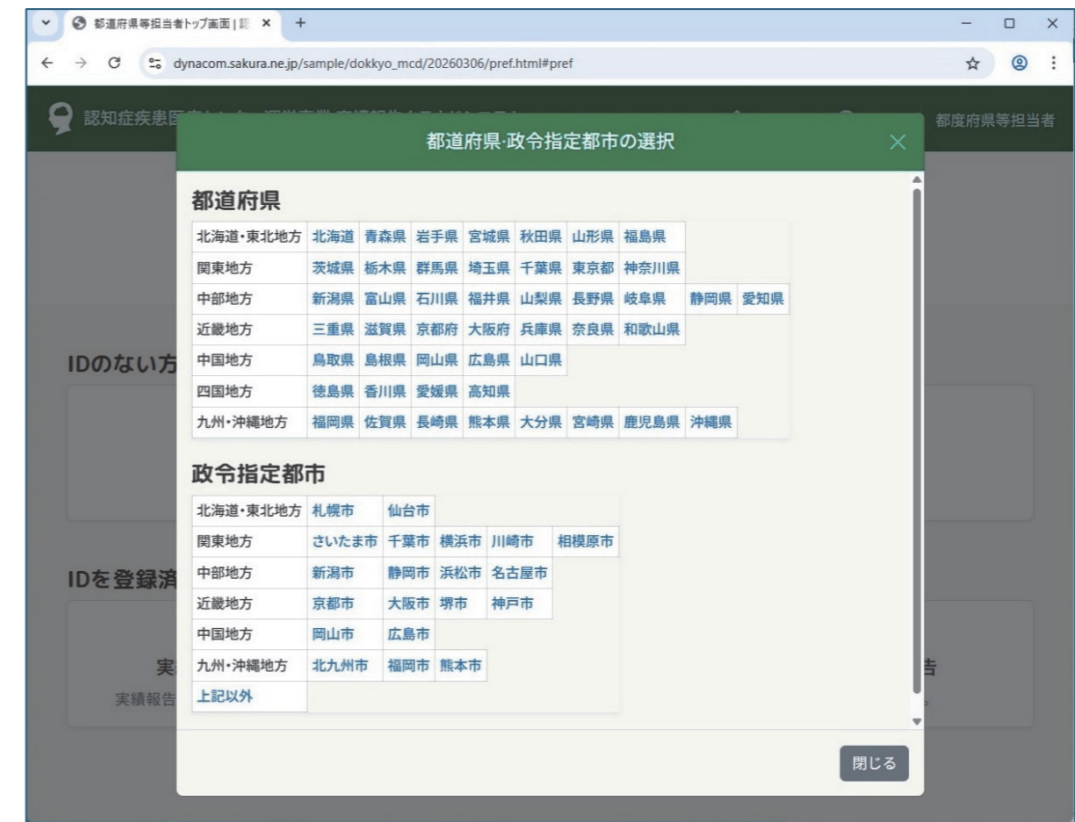 都道府県等担当者トップ画面 | 認
dynacom.sakura.ne.jp/sample/dokkyo_mcd/20260306/pref.html#pref
認知症疾患医 都度府県等担当者
都道府県·政令指定都市の選択
都道府県
北海道・東北地方 北海道 青森県 岩手県 宮城県 秋田県 山形県 福島県
関東地方 茨城県 栃木県 群馬県 埼玉県 千葉県 東京都 神奈川県
中部地方 新潟県 富山県 石川県 福井県 山梨県 長野県 岐阜県 静岡県 愛知県
近畿地方 三重県 滋賀県 京都府 大阪府 兵庫県 奈良県 和歌山県
中国地方 鳥取県 島根県 岡山県 広島県 山口県
四国地方 徳島県 香川県 愛媛県 高知県
九州・沖縄地方 福岡県 佐賀県 長崎県 熊本県 大分県 宮崎県 鹿児島県 沖縄県
政令指定都市
北海道・東北地方 札幌市 仙台市
関東地方 さいたま市 千葉市 横浜市 川崎市 相模原市
中部地方 新潟市 静岡市 浜松市 名古屋市
近畿地方 京都市 大阪市 堺市 神戸市
中国地方 岡山市 広島市
九州・沖縄地方 北九州市 福岡市 熊本市
上記以外
閉じる
IDのない方
IDを登録済
実 告
実績報告 。